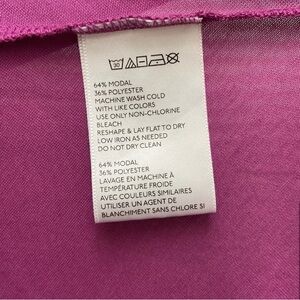 30
64% MODAL
36% POLYESTER
MACHINE WASH COLD
WITH LIKE COLORS
USE ONLY NON-CHLORINE
BLEACH
RESHAPE & LAY FLAT TO DRY
LOW IRON AS NEEDED
DO NOT DRY CLEAN
64% MODAL
36% POLYESTER
LAVAGE EN MACHINE À
TEMPÉRATURE FROIDE
AVEC COULEURS SIMILAIRES
UTILISER UN AGENT DE
BLANCHIMENT SANS CHLORE SI